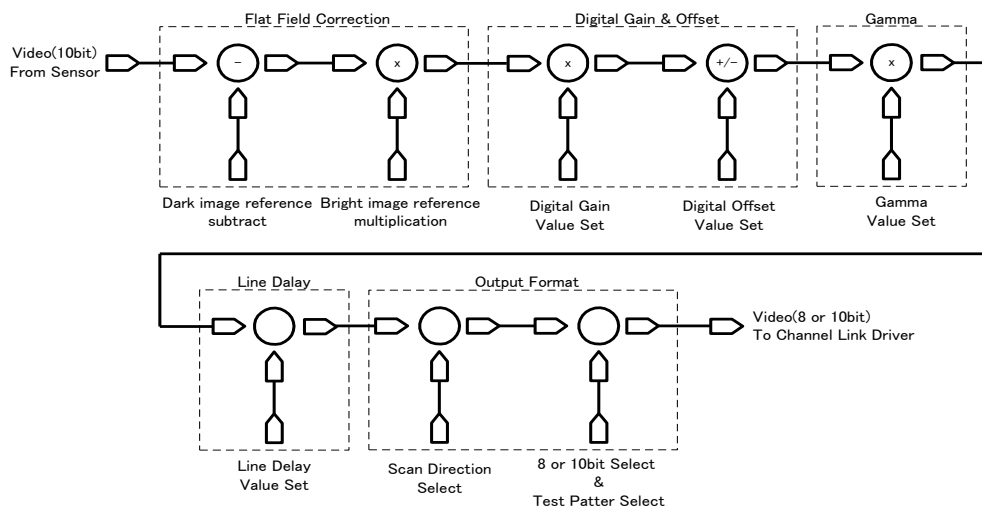 Flat Field Correction
Digital Gain & Offset
Gamma
Video(10bit)
From Sensor
-
x
x
+/-
x
Dark image reference
subtract
Bright image reference
multiplication
Digital Gain
Value Set
Digital Offset
Value Set
Gamma
Value Set
Line Dalay
Output Format
Video(8 or 10bit)
To Channel Link Driver
Line Delay
Value Set
Scan Direction
Select
8 or 10bit Select
&
Test Patter Select